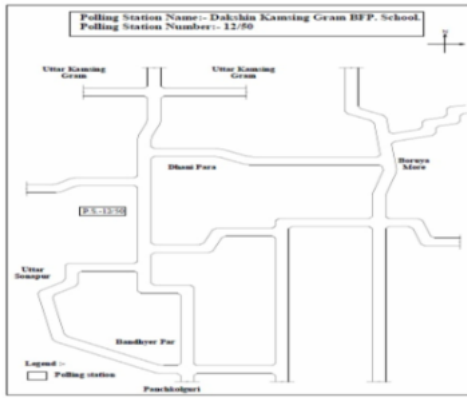 Polling Station Name:- Dakshin Kamsing Gram BFP. School.
Polling Station Number:- 12/50
N
Uttar Kamsing
Gram
Uttar Kamsing
Gram
Dhani Para
Boruya
More
P.S.-12/50
Uttar
Sonapur
Bandhyer Par
Legend :-
Polling station
Panchkolguri